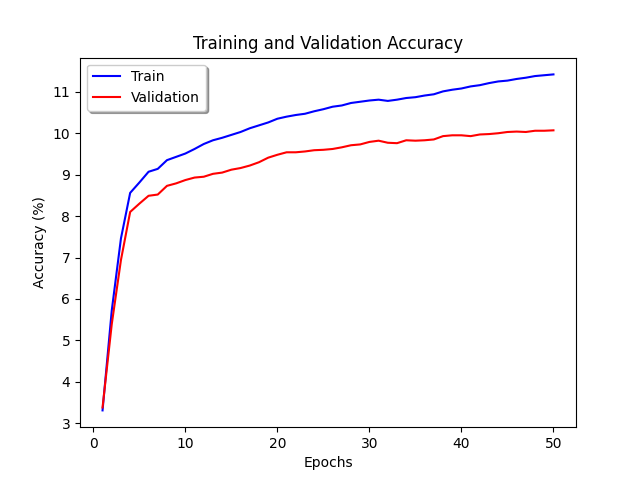 Training and Validation Accuracy
Train
Validation
11
10
9
8
7
6
5
4
3
Accuracy (%)
0 10 20 30 40 50
Epochs